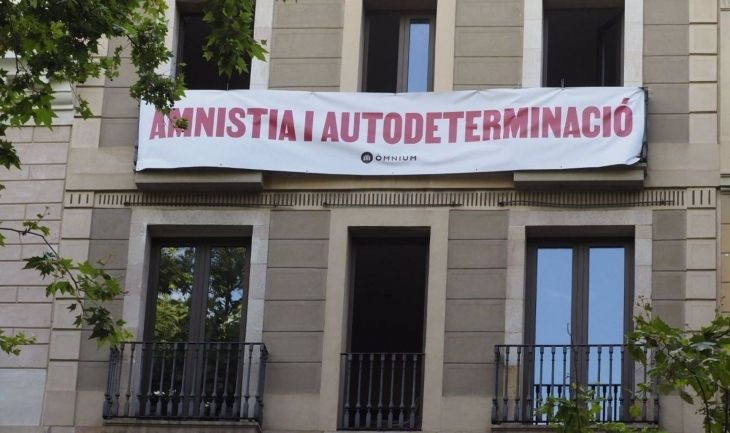 AMNISTIA I AUTODETERMINACIÓ
ÒMNIUM